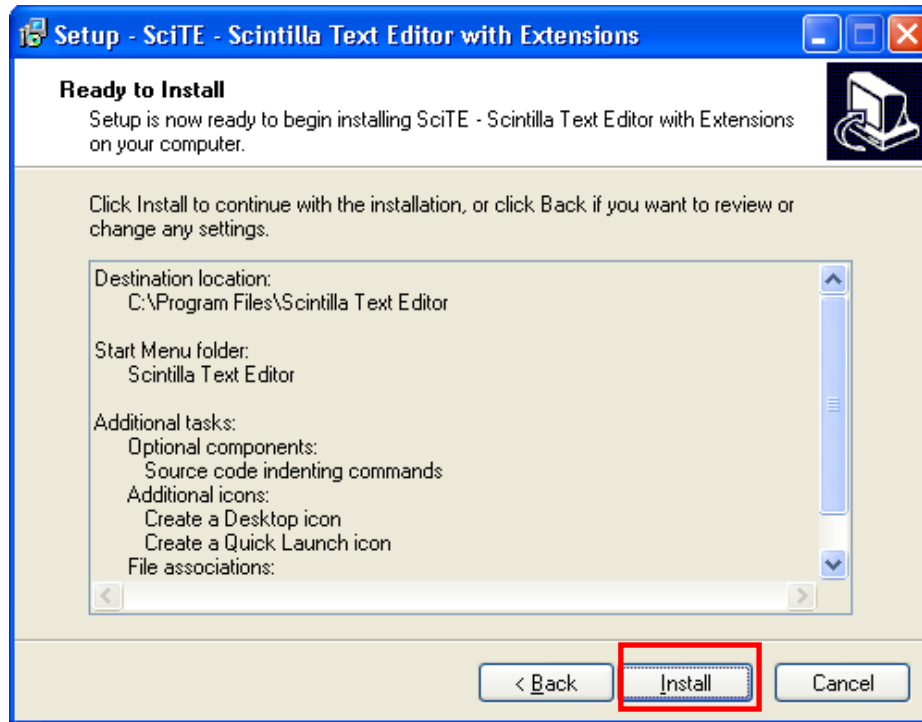 Setup - SciTE - Scintilla Text Editor with Extensions
Ready to Install
Setup is now ready to begin installing SciTE - Scintilla Text Editor with Extensions
on your computer.
Click Install to continue with the installation, or click Back if you want to review or
change any settings.
Destination location:
C:\Program Files\Scintilla Text Editor
Start Menu folder:
Scintilla Text Editor
Additional tasks:
Optional components:
Source code indenting commands
Additional icons:
Create a Desktop icon
Create a Quick Launch icon
File associations:
< Back Install Cancel